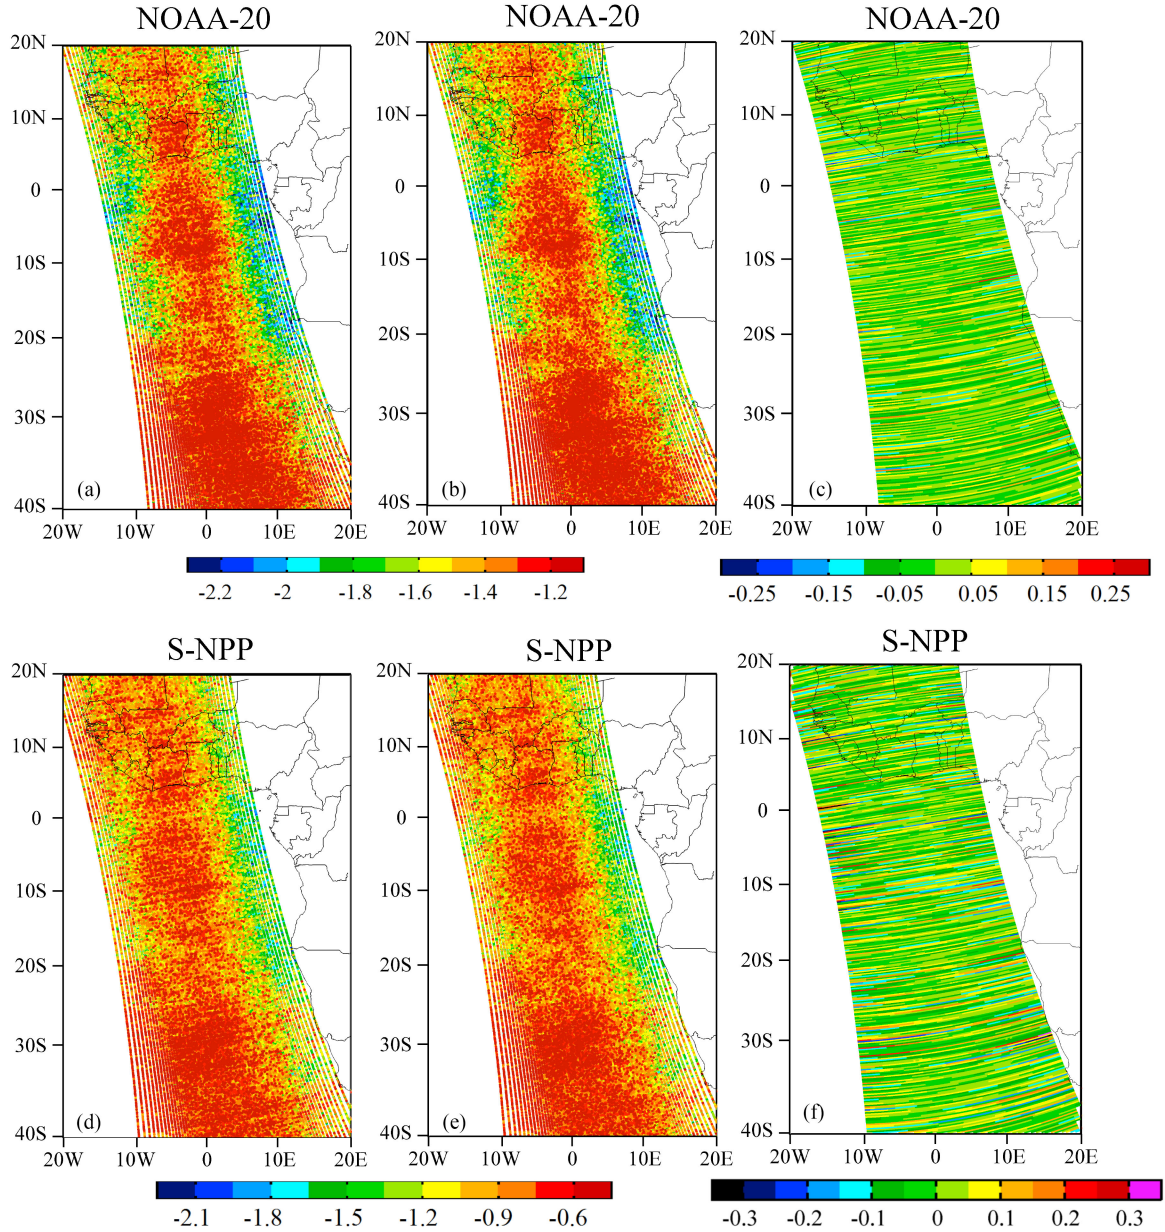 NOAA-20 NOAA-20 NOAA-20
20N 20N 20N
10N 10N 10N
0 0 0
10S 10S 10S
20S 20S 20S
30S 30S 30S
(a) (b) (c)
40S 40S 40S
20W 10W 0 10E 20E 20W 10W 0 10E 20E 20W 10W 0 10E 20E
-2.2 -2 -1.8 -1.6 -1.4 -1.2 -0.25 -0.15 -0.05 0.05 0.15 0.25
S-NPP S-NPP S-NPP
20N 20N 20N
10N 10N 10N
0 0 0
10S 10S 10S
20S 20S 20S
30S 30S 30S
(d) (e) (f)
40S 40S 40S
20W 10W 0 10E 20E 20W 10W 0 10E 20E 20W 10W 0 10E 20E
-2.1 -1.8 -1.5 -1.2 -0.9 -0.6 -0.3 -0.2 -0.1 0 0.1 0.2 0.3